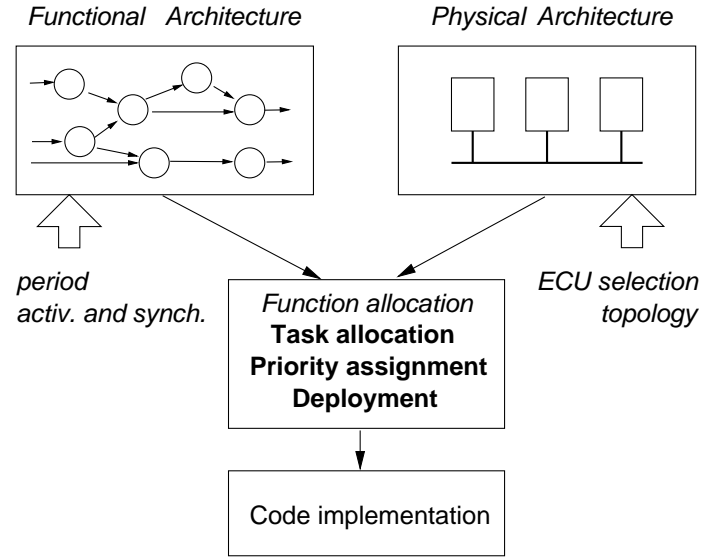 Functional Architecture
Physical Architecture
period
activ. and synch.
ECU selection
topology
Function allocation
Task allocation
Priority assignment
Deployment
Code implementation